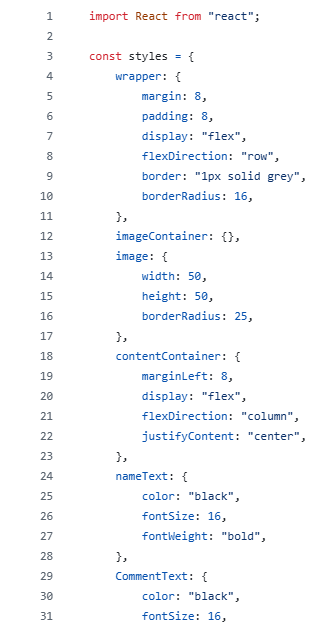 1 import React from "react";
2
3 const styles = {
4 wrapper: {
5 margin: 8,
6 padding: 8,
7 display: "flex",
8 flexDirection: "row",
9 border: "1px solid grey",
10 borderRadius: 16,
11 },
12 imageContainer: {},
13 image: {
14 width: 50,
15 height: 50,
16 borderRadius: 25,
17 },
18 contentContainer: {
19 marginLeft: 8,
20 display: "flex",
21 flexDirection: "column",
22 justifyContent: "center",
23 },
24 nameText: {
25 color: "black",
26 fontSize: 16,
27 fontWeight: "bold",
28 },
29 CommentText: {
30 color: "black",
31 fontSize: 16,